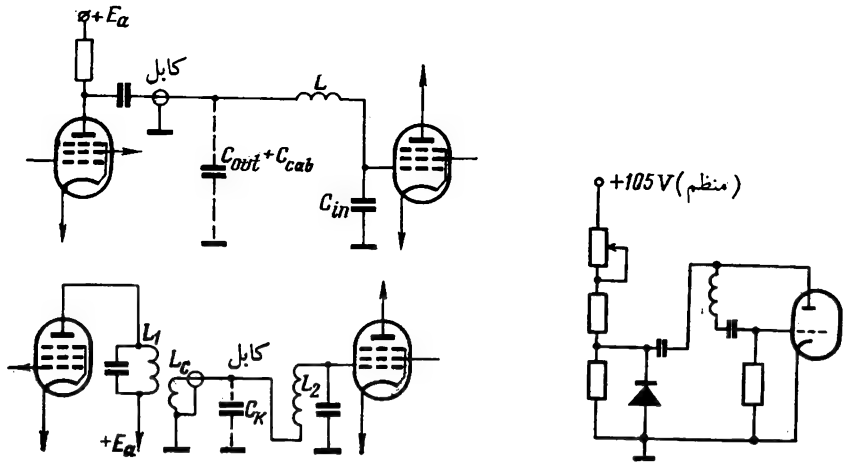 +Ea
كابل
L
Cout + Ccab
Cin
L1
Lc
كابل
CK
L2
+Ea
+105 V (منظم)